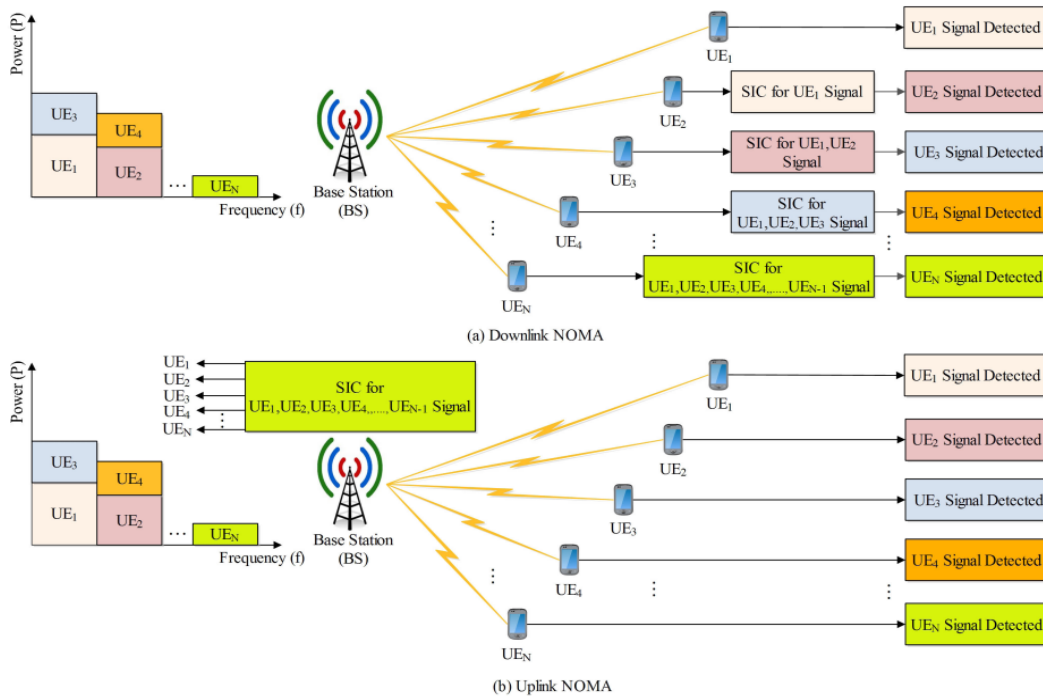 Power (P)
UE3
UE1
UE4
UE2
...
UEN
Frequency (f)
Base Station
(BS)
UE1
UE2
UE3
UE4
⋮
UEN
SIC for UE1 Signal
SIC for UE1,UE2
Signal
SIC for
UE1,UE2,UE3 Signal
⋮
SIC for
UE1,UE2,UE3,UE4,,....,UEN-1 Signal
UE1 Signal Detected
UE2 Signal Detected
UE3 Signal Detected
UE4 Signal Detected
⋮
UEN Signal Detected
(a) Downlink NOMA
Power (P)
UE3
UE1
UE4
UE2
...
UEN
Frequency (f)
UE1
UE2
UE3
UE4
⋮
UEN
SIC for
UE1,UE2,UE3,UE4,,....,UEN-1 Signal
Base Station
(BS)
UE1
UE2
UE3
UE4
⋮
UEN
⋮
UE1 Signal Detected
UE2 Signal Detected
UE3 Signal Detected
UE4 Signal Detected
⋮
UEN Signal Detected
(b) Uplink NOMA